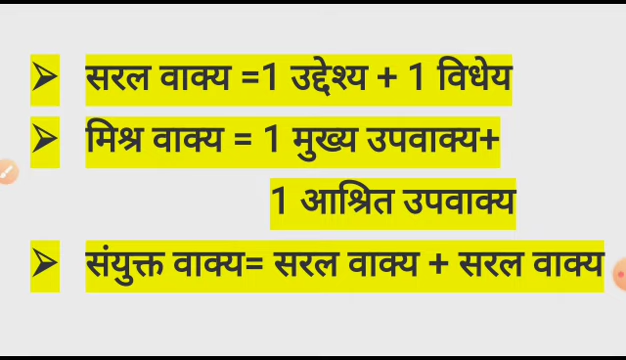 ➤ सरल वाक्य =1 उद्देश्य + 1 विधेय
➤ मिश्र वाक्य = 1 मुख्य उपवाक्य+
1 आश्रित उपवाक्य
➤ संयुक्त वाक्य= सरल वाक्य + सरल वाक्य